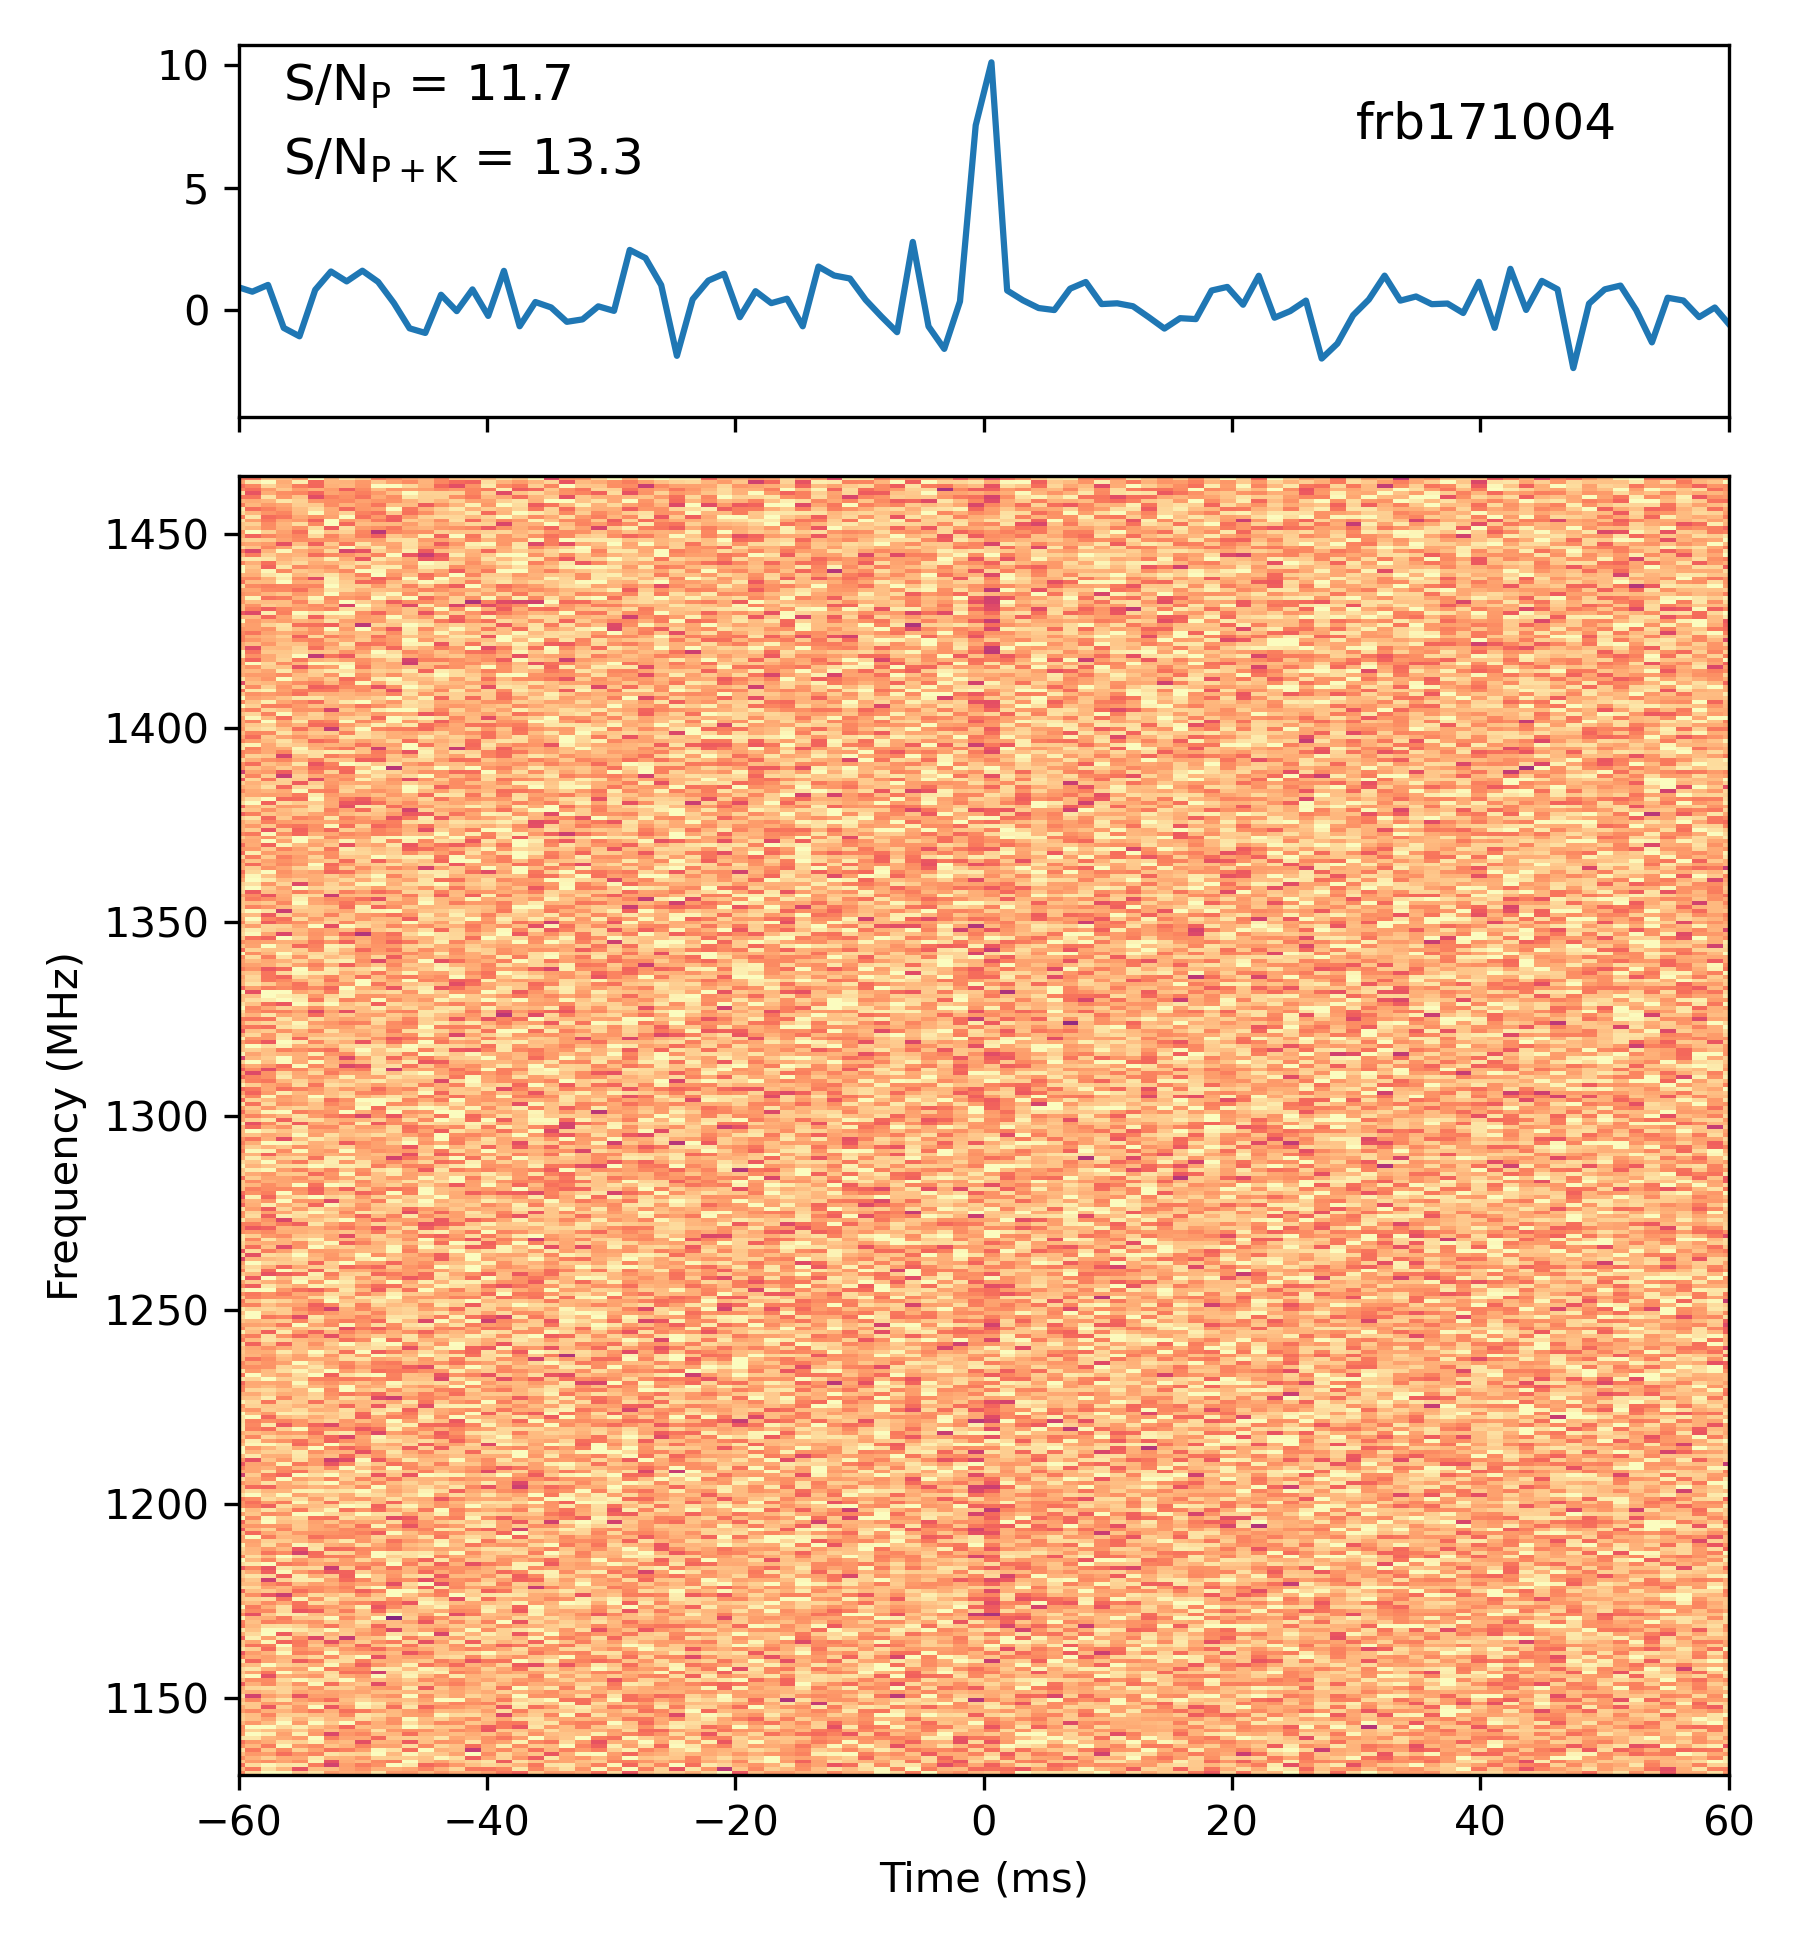 10
5
0
S/N_P = 11.7
S/N_P+K = 13.3
frb171004
1450
1400
1350
1300
1250
1200
1150
Frequency (MHz)
−60 −40 −20 0 20 40 60
Time (ms)